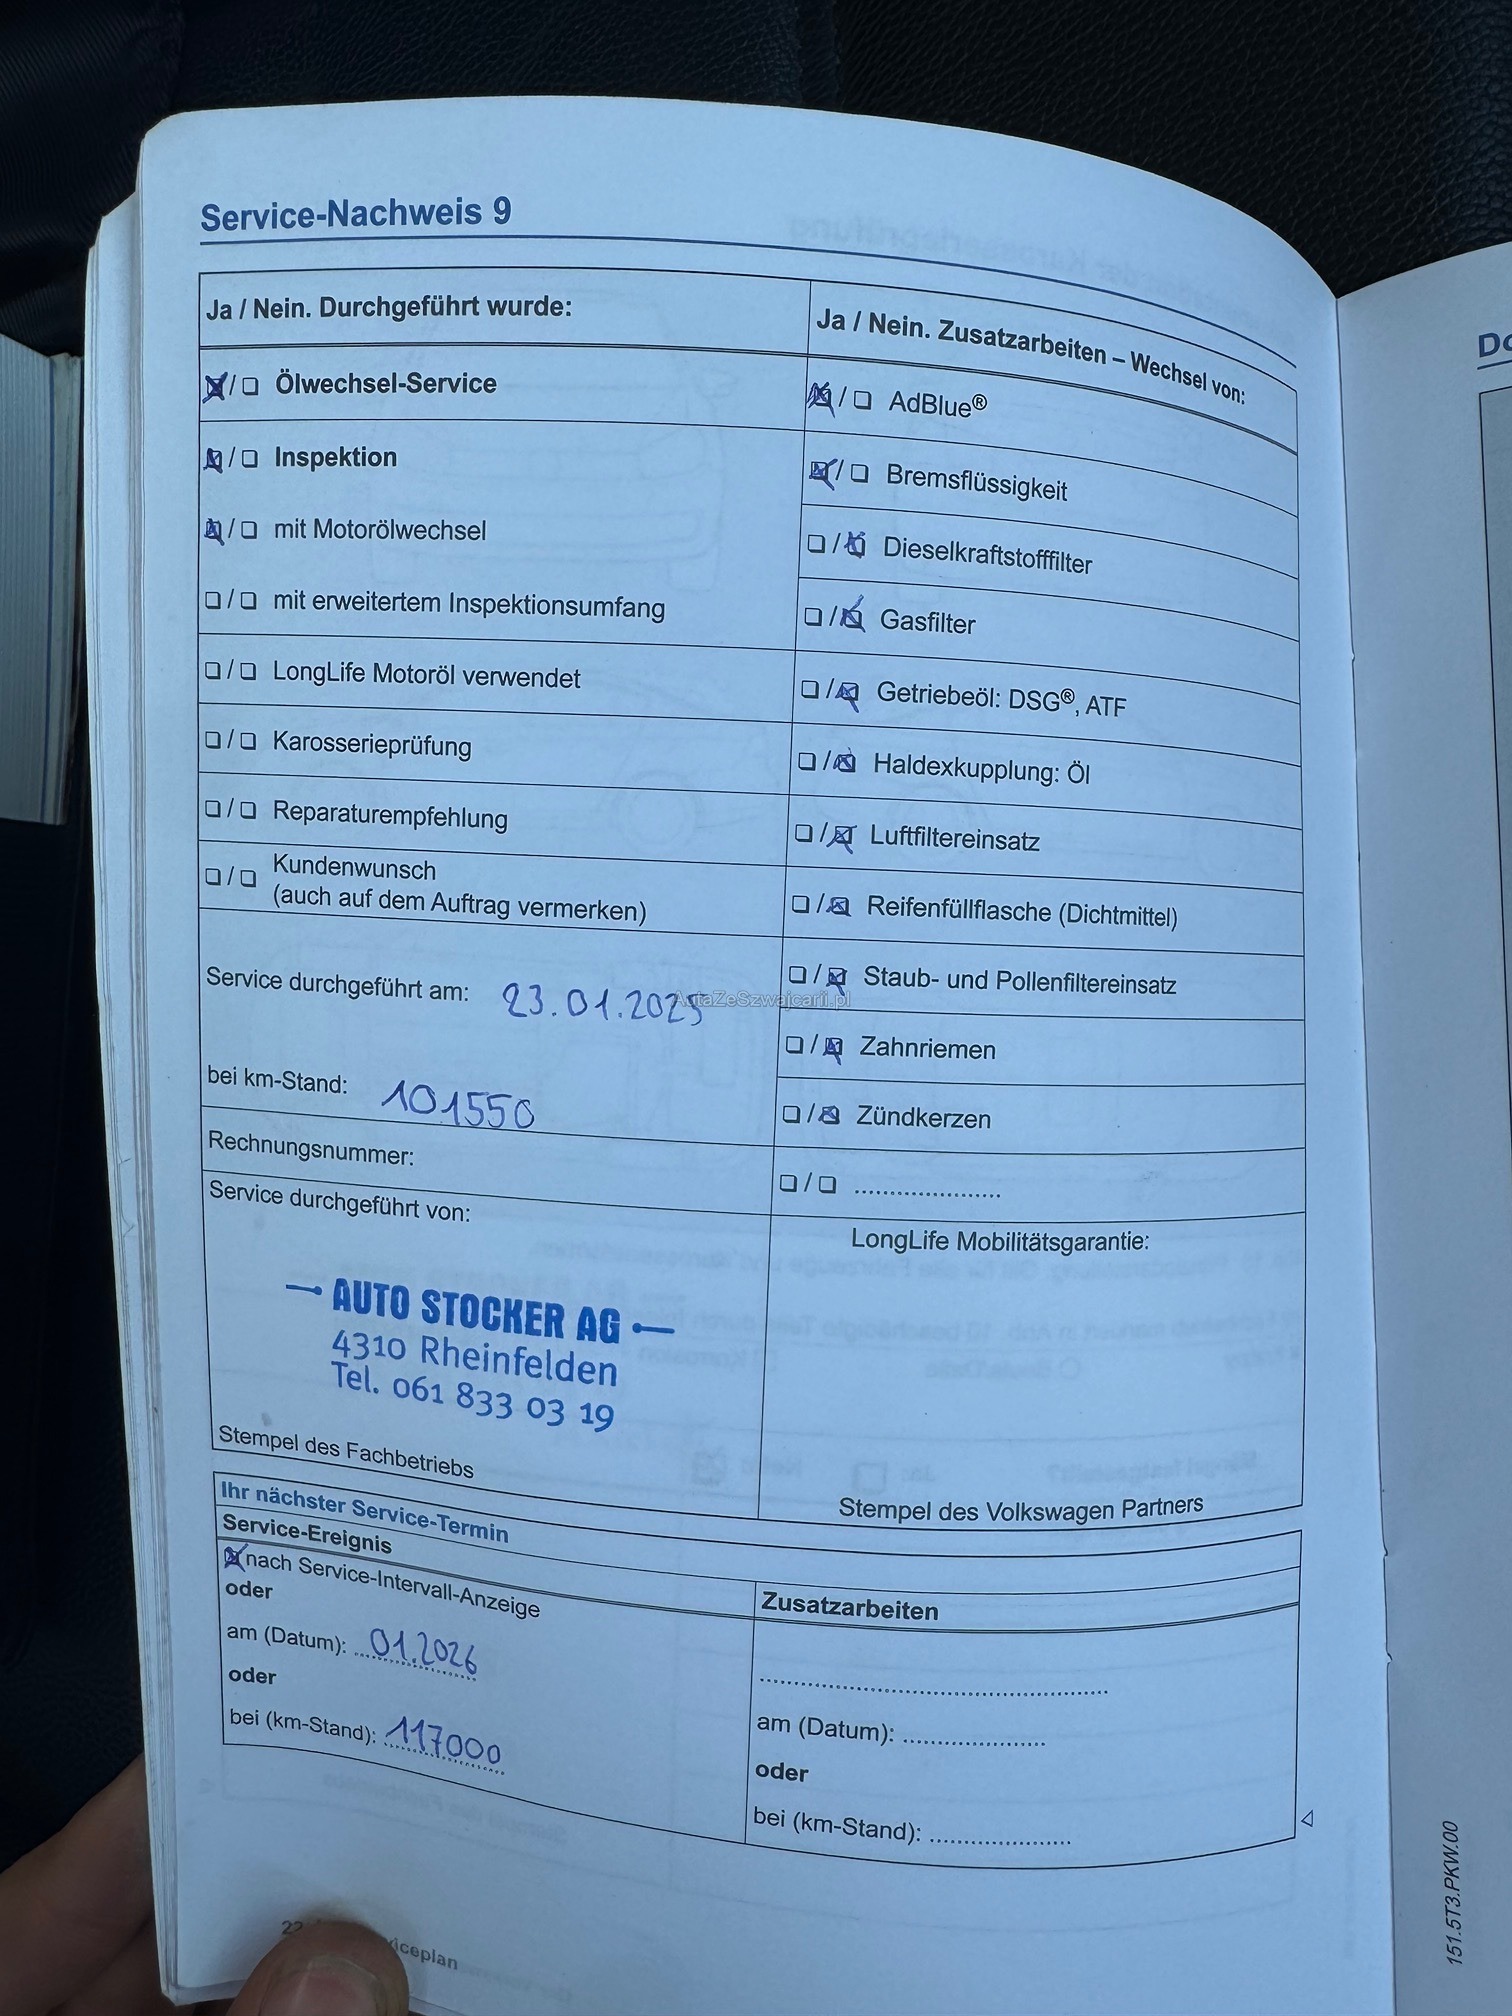 Service-Nachweis 9
Ja / Nein. Durchgeführt wurde:
/ Ölwechsel-Service
/ Inspektion
/ mit Motorölwechsel
/ mit erweitertem Inspektionsumfang
/ LongLife Motoröl verwendet
/ Karosserieprüfung
/ Reparaturempfehlung
/ Kundenwunsch
(auch auf dem Auftrag vermerken)
Service durchgeführt am: 23.01.2025
bei km-Stand: 101550
Rechnungsnummer:
Service durchgeführt von:
AUTO STOCKER AG
4310 Rheinfelden
Tel. 061 833 03 19
Stempel des Fachbetriebs
Ja / Nein. Zusatzarbeiten – Wechsel von:
/ AdBlue®
/ Bremsflüssigkeit
/ Dieselkraftstofffilter
/ Gasfilter
/ Getriebeöl: DSG®, ATF
/ Haldexkupplung: Öl
/ Luftfiltereinsatz
/ Reifenfüllflasche (Dichtmittel)
/ Staub- und Pollenfiltereinsatz
/ Zahnriemen
/ Zündkerzen
/ ......................
LongLife Mobilitätsgarantie:
Stempel des Volkswagen Partners
Ihr nächster Service-Termin
Service-Ereignis
nach Service-Intervall-Anzeige
oder
am (Datum): 01.2026
oder
bei (km-Stand): 117000
Zusatzarbeiten
am (Datum): ......................
oder
bei (km-Stand): ......................
AutaZeSzwajcarii.pl
151.5T3.PKW.00